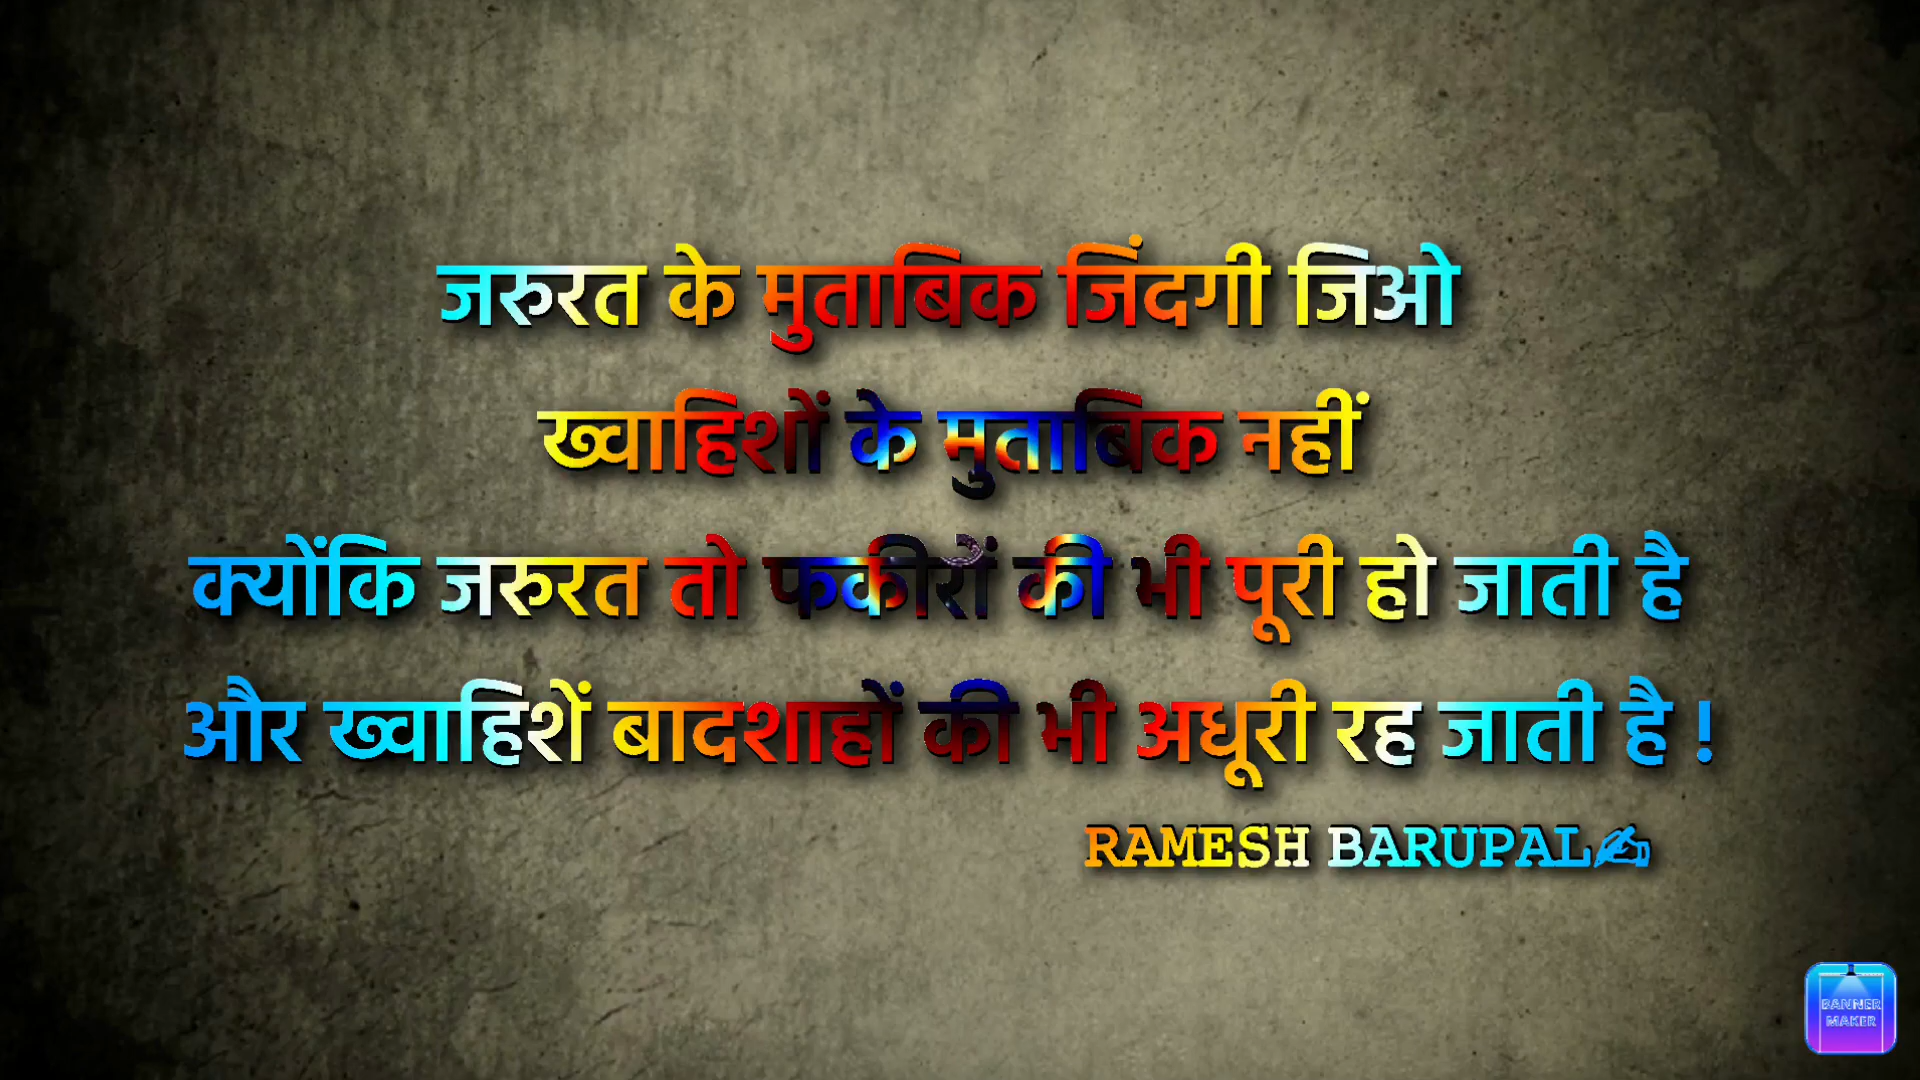 जरुरत के मुताबिक जिंदगी जिओ
ख्वाहिशों के मुताबिक नहीं
क्योंकि जरुरत तो फकीरों की भी पूरी हो जाती है
और ख्वाहिशें बादशाहों की भी अधूरी रह जाती है !
RAMESH BARUPAL✍
BANNER
MAKER